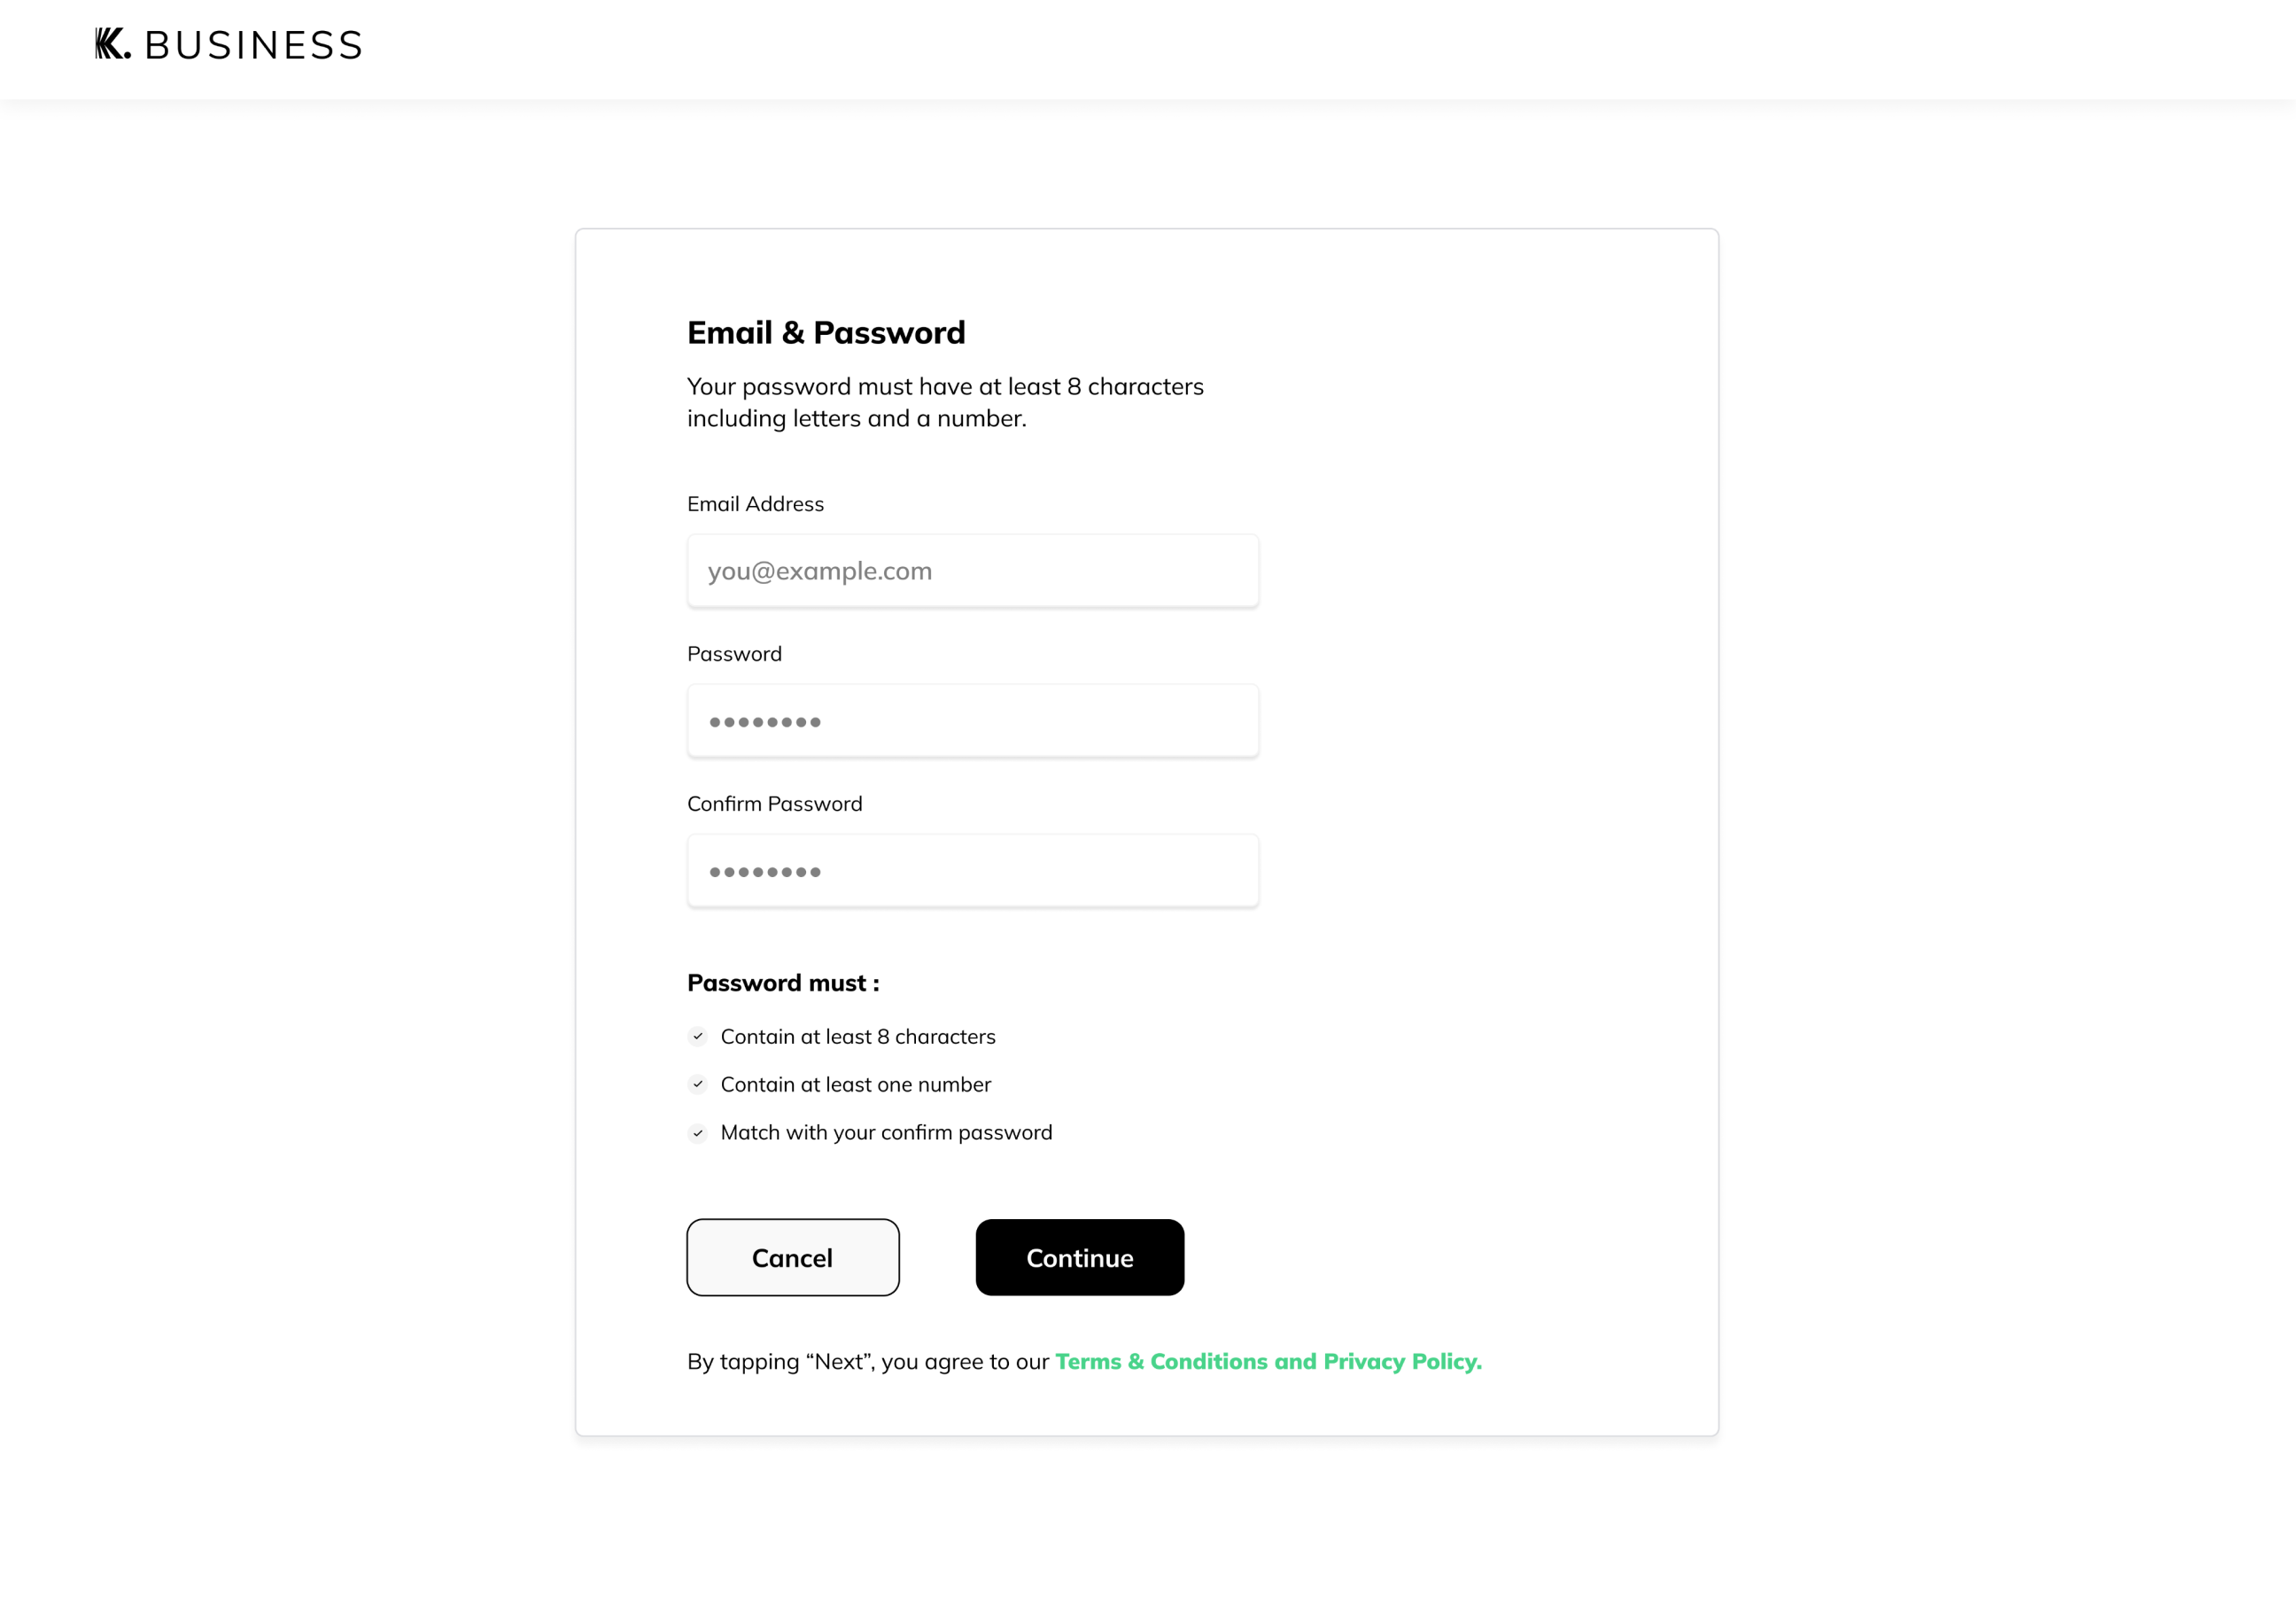 K. BUSINESS
Email & Password
Your password must have at least 8 characters
including letters and a number.
Email Address
you@example.com
Password
••••••••
Confirm Password
••••••••
Password must :
Contain at least 8 characters
Contain at least one number
Match with your confirm password
Cancel
Continue
By tapping “Next”, you agree to our Terms & Conditions and Privacy Policy.